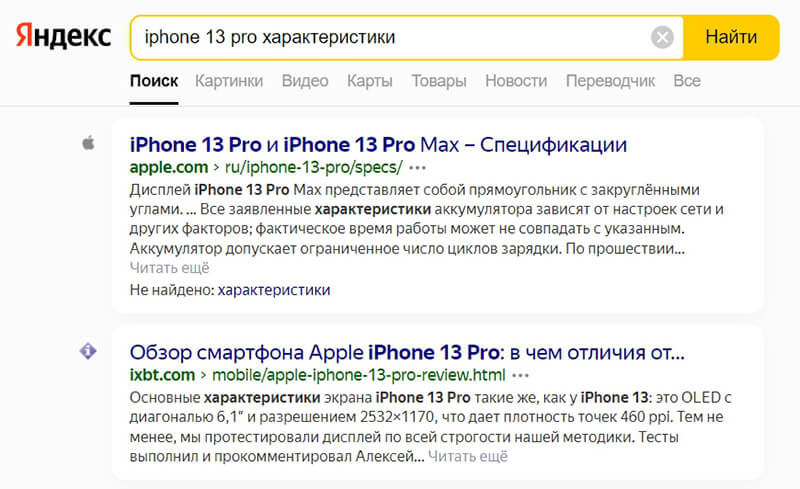 Яндекс
iphone 13 pro характеристики
Найти
Поиск Картинки Видео Карты Товары Новости Переводчик Все
iPhone 13 Pro и iPhone 13 Pro Max – Спецификации
apple.com › ru/iphone-13-pro/specs/ •••
Дисплей iPhone 13 Pro Max представляет собой прямоугольник с закруглёнными
углами. ... Все заявленные характеристики аккумулятора зависят от настроек сети и
других факторов; фактическое время работы может не совпадать с указанным.
Аккумулятор допускает ограниченное число циклов зарядки. По прошествии...
Читать ещё
Не найдено: характеристики
Обзор смартфона Apple iPhone 13 Pro: в чем отличия от...
ixbt.com › mobile/apple-iphone-13-pro-review.html •••
Основные характеристики экрана iPhone 13 Pro такие же, как у iPhone 13: это OLED с
диагональю 6,1” и разрешением 2532×1170, что дает плотность точек 460 ppi. Тем не
менее, мы протестировали дисплей по всей строгости нашей методики. Тесты
выполнил и прокомментировал Алексей... Читать ещё